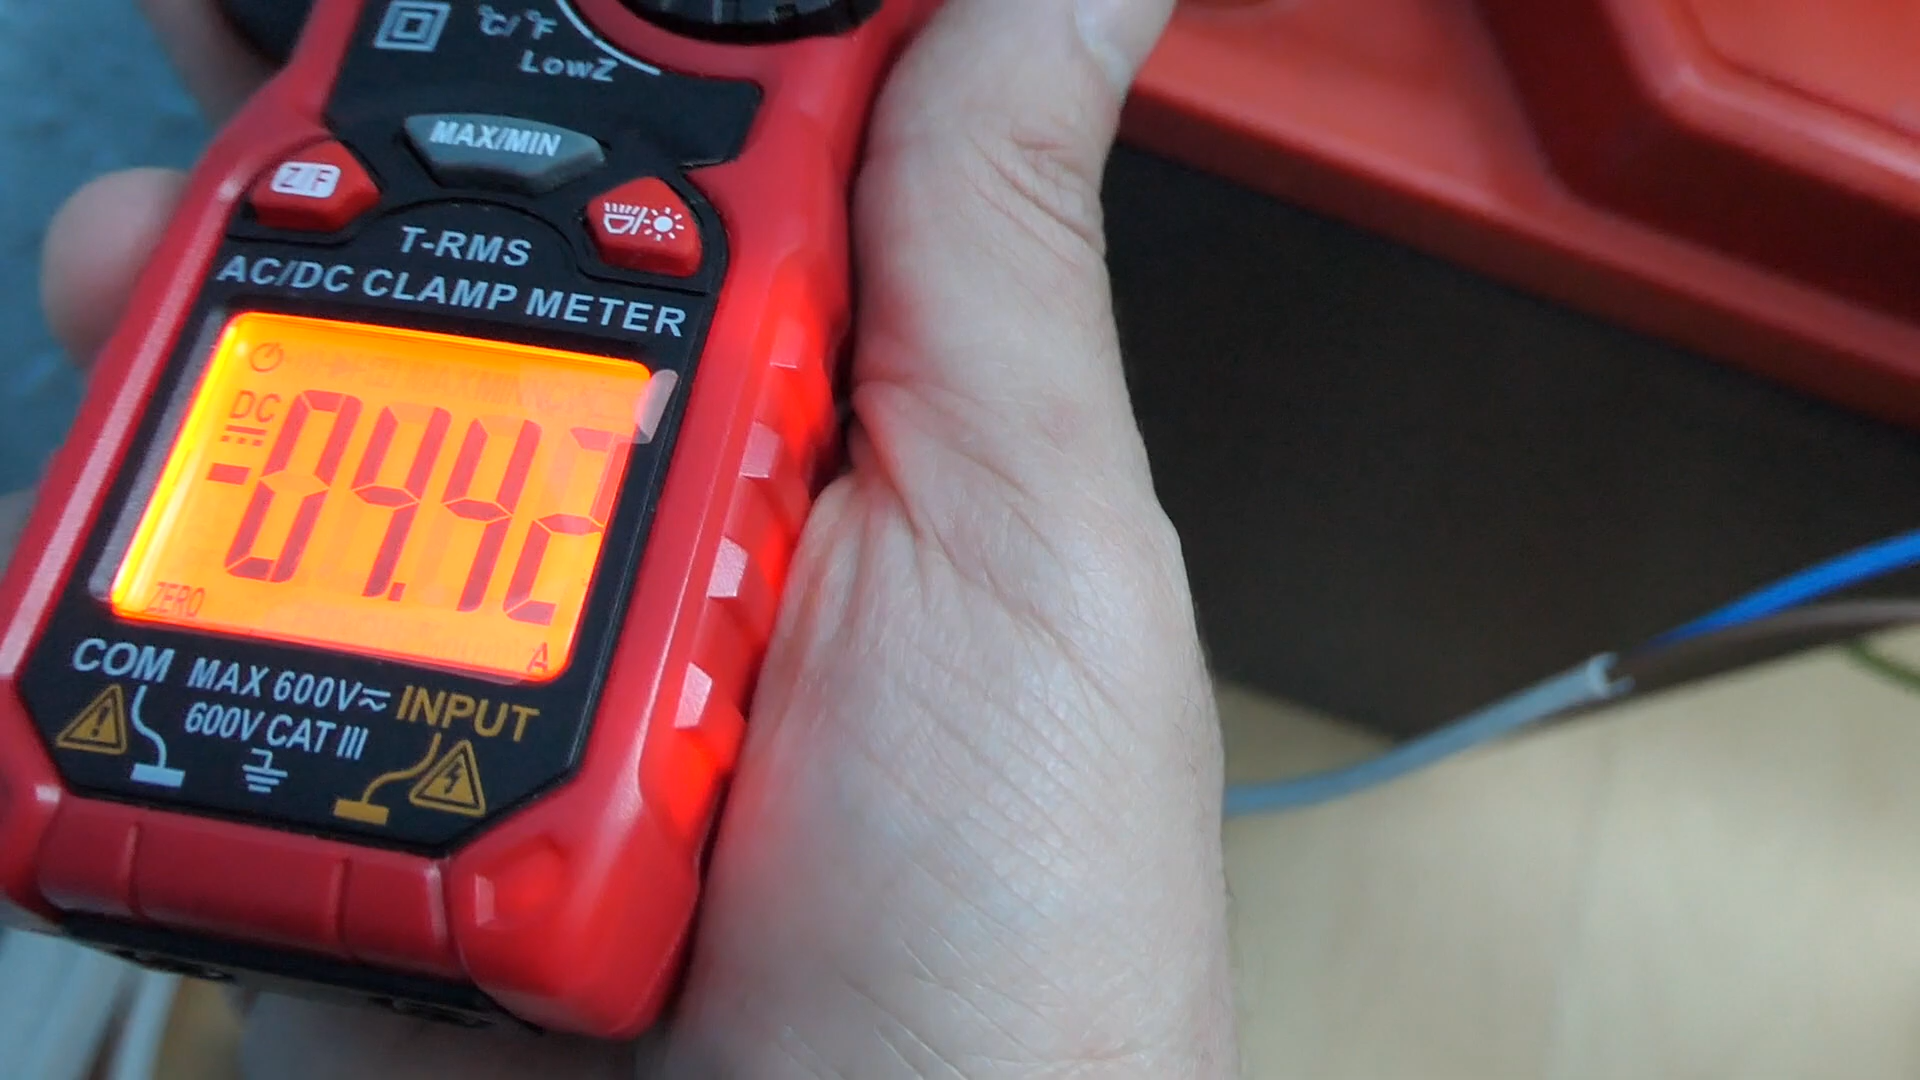 °C/°F
LowZ
MAX/MIN
Z/F
T-RMS
AC/DC CLAMP METER
DC
-04.42
ZERO
A
COM MAX 600V≂ INPUT
600V CAT III